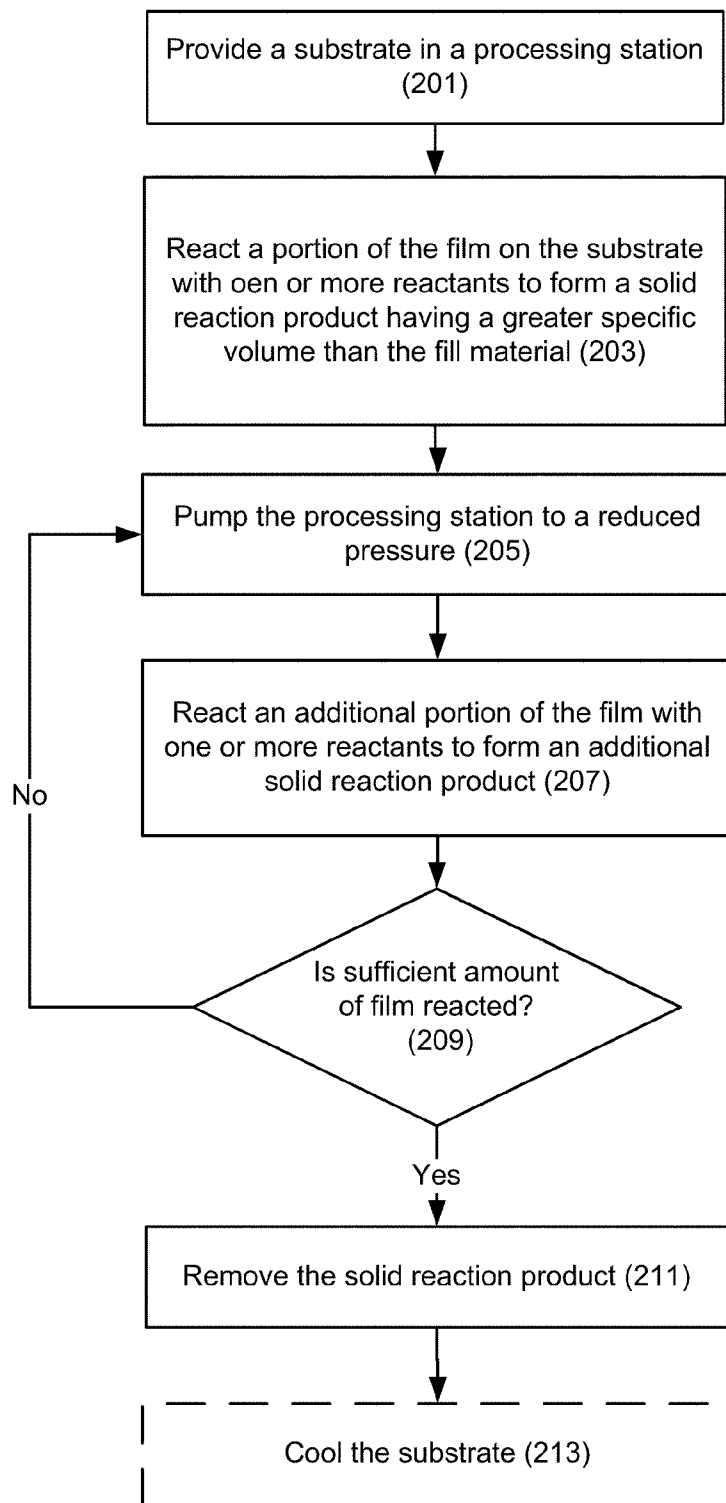 Provide a substrate in a processing station
(201)
React a portion of the film on the substrate
with oen or more reactants to form a solid
reaction product having a greater specific
volume than the fill material (203)
Pump the processing station to a reduced
pressure (205)
React an additional portion of the film with
one or more reactants to form an additional
solid reaction product (207)
No
Is sufficient amount
of film reacted?
(209)
Yes
Remove the solid reaction product (211)
Cool the substrate (213)